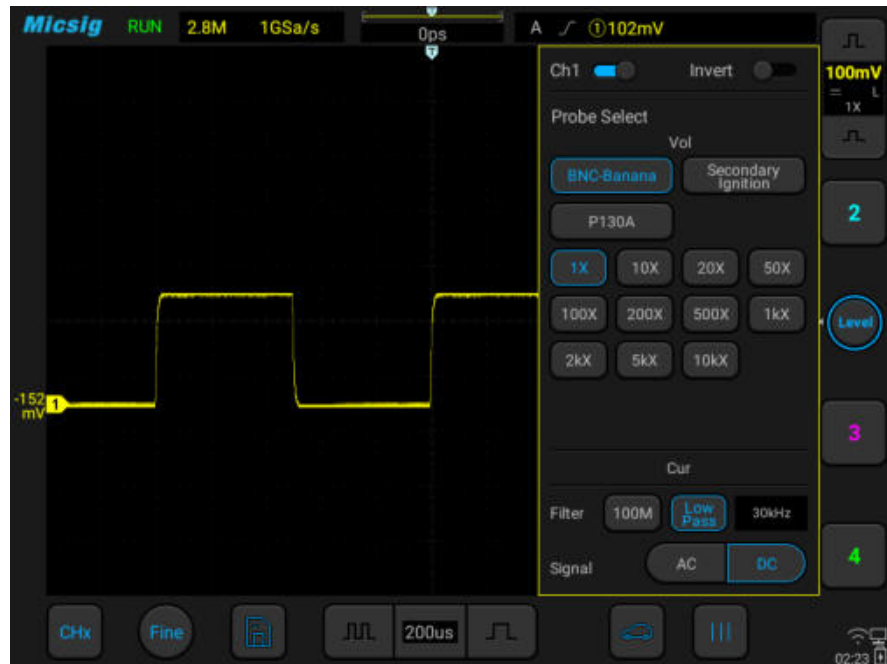 Micsig RUN 2.8M 1GSa/s 0ps A ①102mV
T
Ch1 Invert
100mV
L
1X
Probe Select
Vol
BNC-Banana Secondary Ignition
P130A
2
1X 10X 20X 50X
100X 200X 500X 1kX
Level
2kX 5kX 10kX
-152 mV 1
3
Cur
Filter 100M Low Pass 30kHz
Signal AC DC
4
CHx Fine 200us
02:23